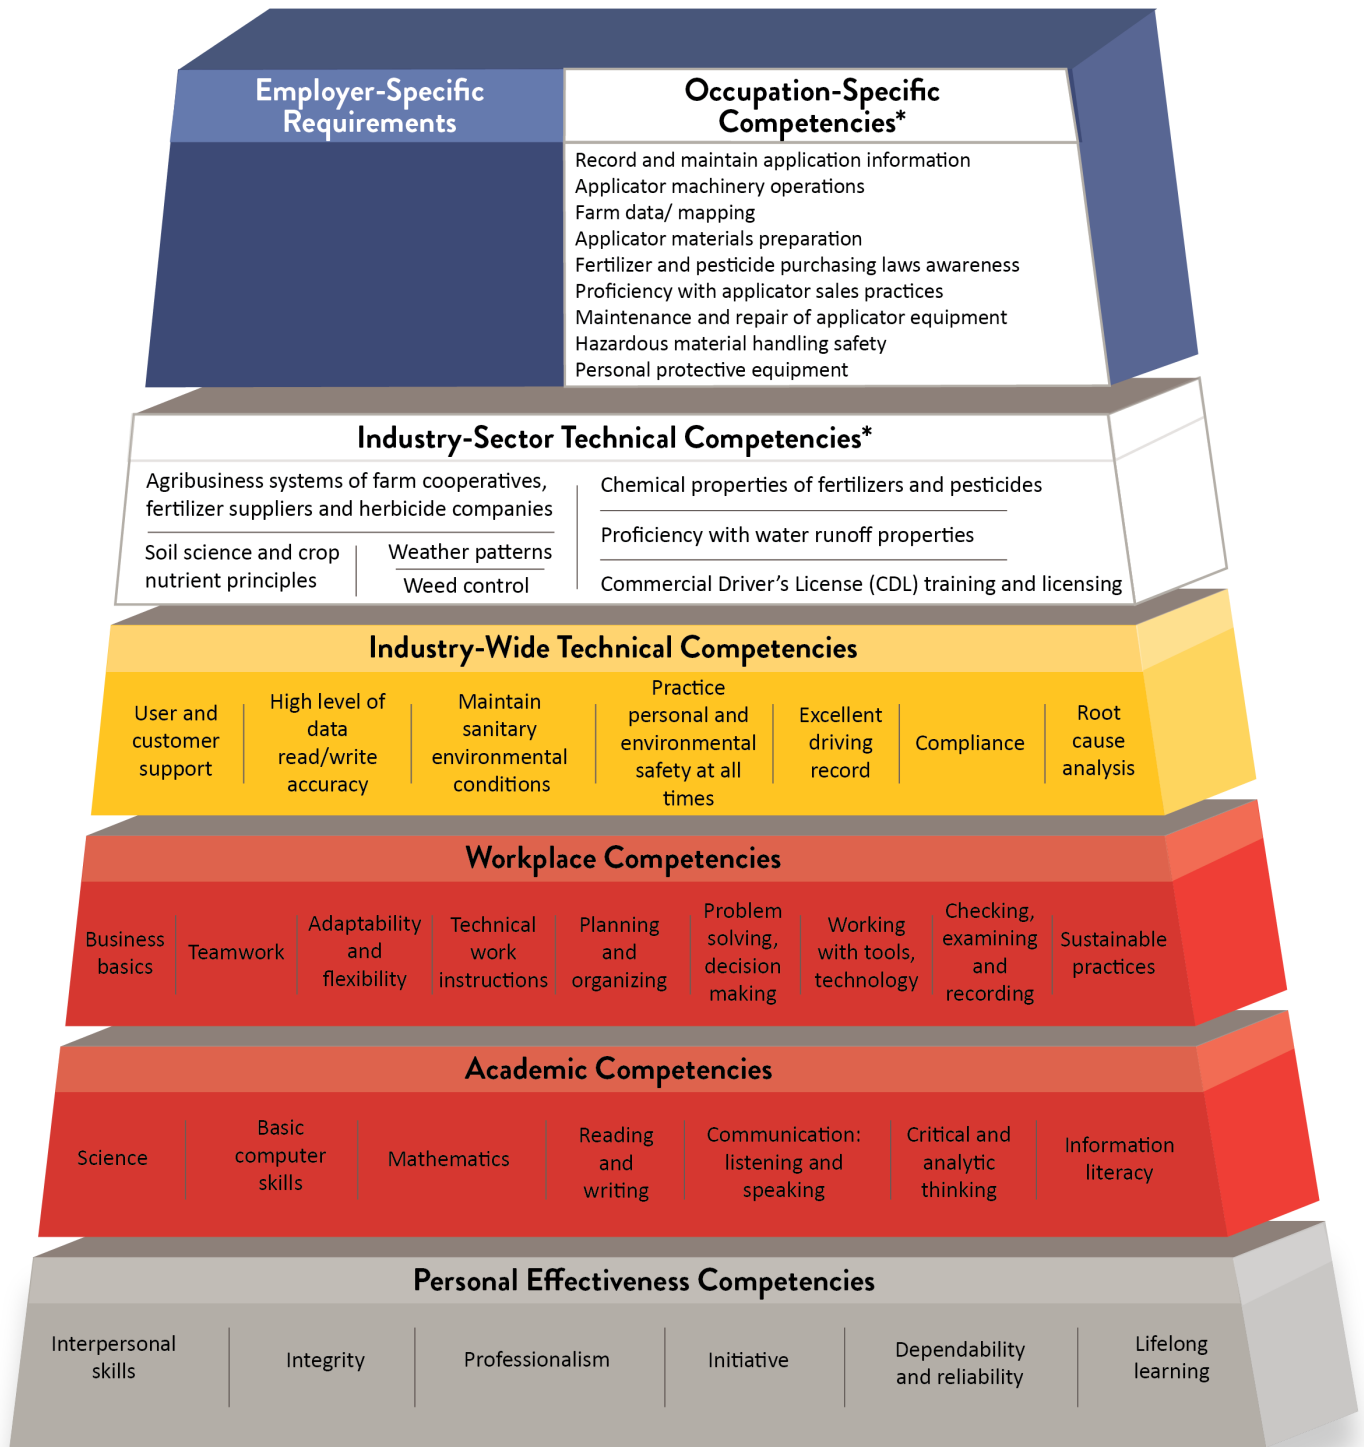 Employer-Specific
Requirements
Occupation-Specific
Competencies*
Record and maintain application information
Applicator machinery operations
Farm data/ mapping
Applicator materials preparation
Fertilizer and pesticide purchasing laws awareness
Proficiency with applicator sales practices
Maintenance and repair of applicator equipment
Hazardous material handling safety
Personal protective equipment
Industry-Sector Technical Competencies*
Agribusiness systems of farm cooperatives,
fertilizer suppliers and herbicide companies
Soil science and crop
nutrient principles
Weather patterns
Weed control
Chemical properties of fertilizers and pesticides
Proficiency with water runoff properties
Commercial Driver’s License (CDL) training and licensing
Industry-Wide Technical Competencies
User and
customer
support
High level of
data
read/write
accuracy
Maintain
sanitary
environmental
conditions
Practice
personal and
environmental
safety at all
times
Excellent
driving
record
Compliance
Root
cause
analysis
Workplace Competencies
Business
basics
Teamwork
Adaptability
and
flexibility
Technical
work
instructions
Planning
and
organizing
Problem
solving,
decision
making
Working
with tools,
technology
Checking,
examining
and
recording
Sustainable
practices
Academic Competencies
Science
Basic
computer
skills
Mathematics
Reading
and
writing
Communication:
listening and
speaking
Critical and
analytic
thinking
Information
literacy
Personal Effectiveness Competencies
Interpersonal
skills
Integrity
Professionalism
Initiative
Dependability
and reliability
Lifelong
learning